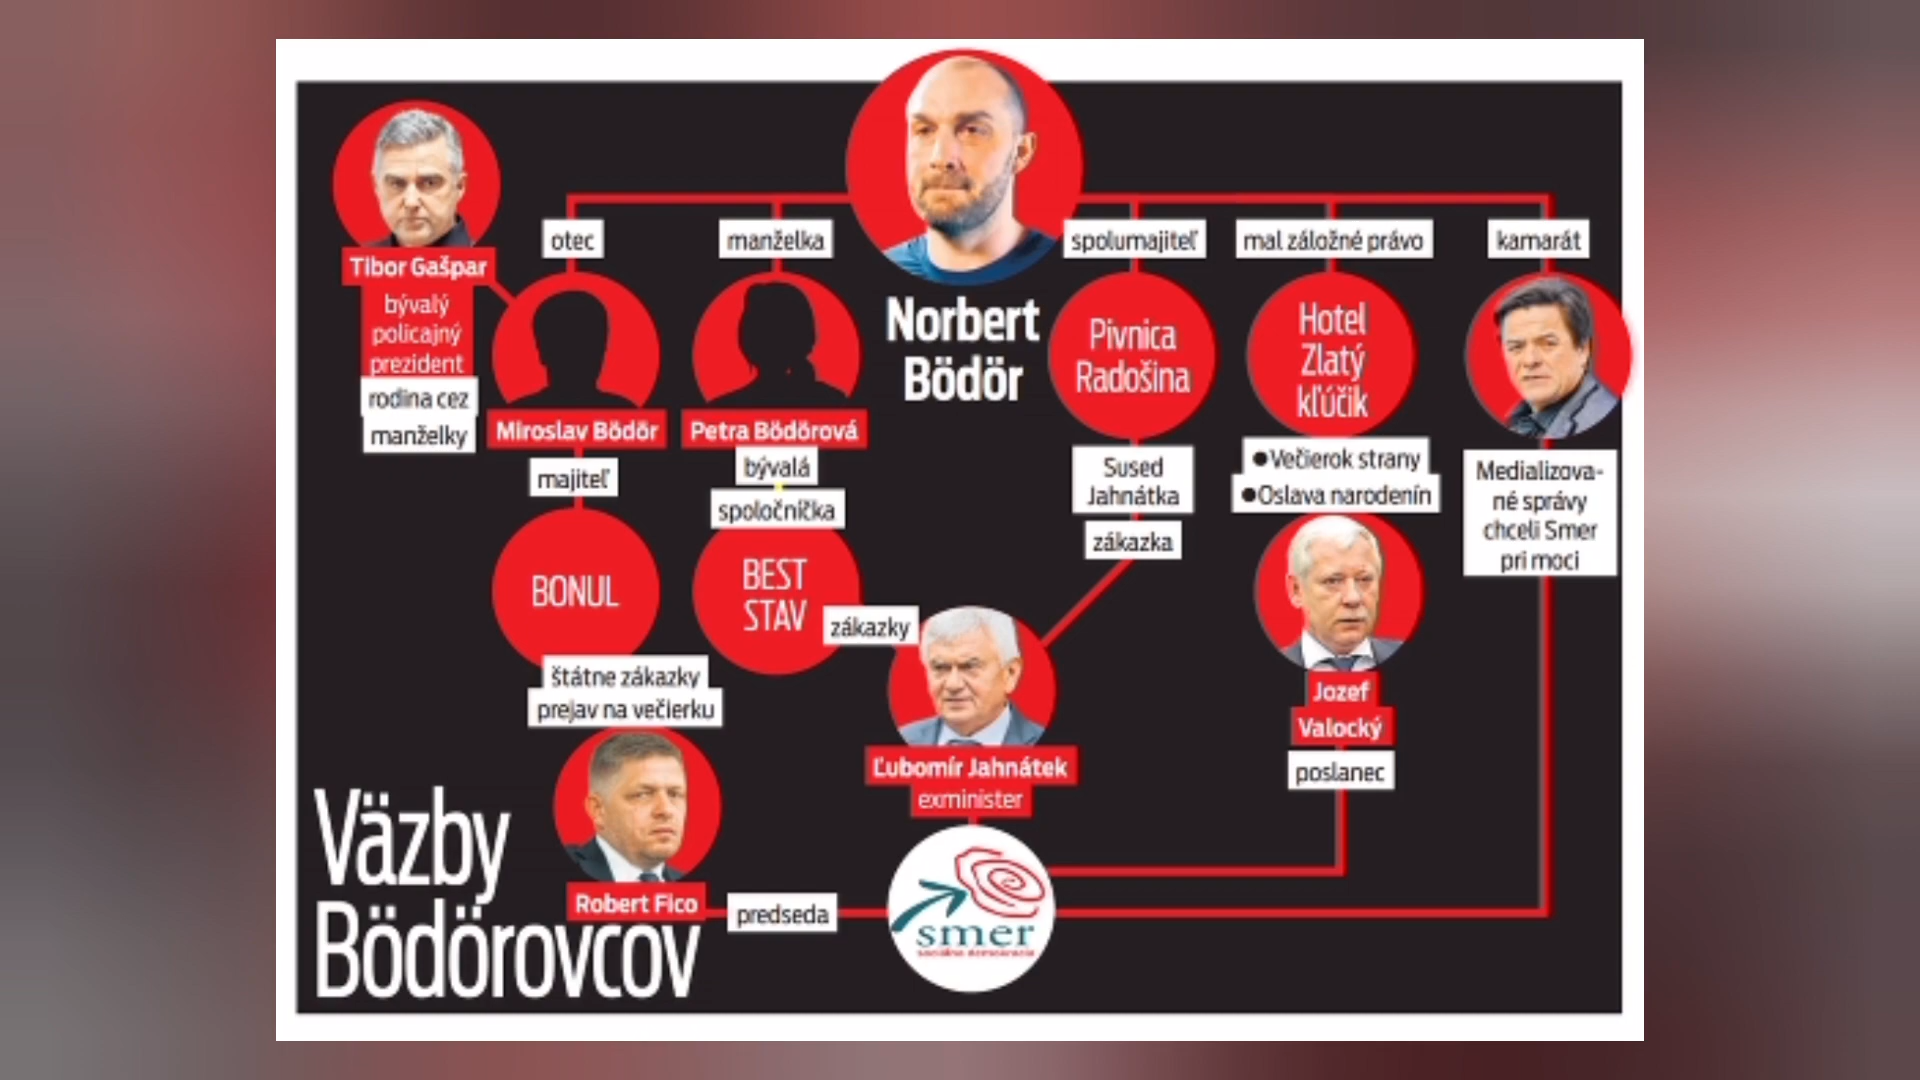 Tibor Gašpar
bývalý
policajný
prezident
rodina cez
manželky
otec
Miroslav Bödör
majiteľ
BONUL
štátne zákazky
prejav na večierku
Robert Fico
predseda
manželka
Petra Bödörová
bývalá
spoločníčka
BEST
STAV
zákazky
Norbert
Bödör
spolumajiteľ
Pivnica
Radošina
Sused
Jahnátka
zákazka
Ľubomír Jahnátek
exminister
smer
sociálna demokracia
mal záložné právo
Hotel
Zlatý
kľúčik
●Večierok strany
●Oslava narodenín
Jozef
Valocký
poslanec
kamarát
Medializova-
né správy
chceli Smer
pri moci
Väzby
Bödörovcov